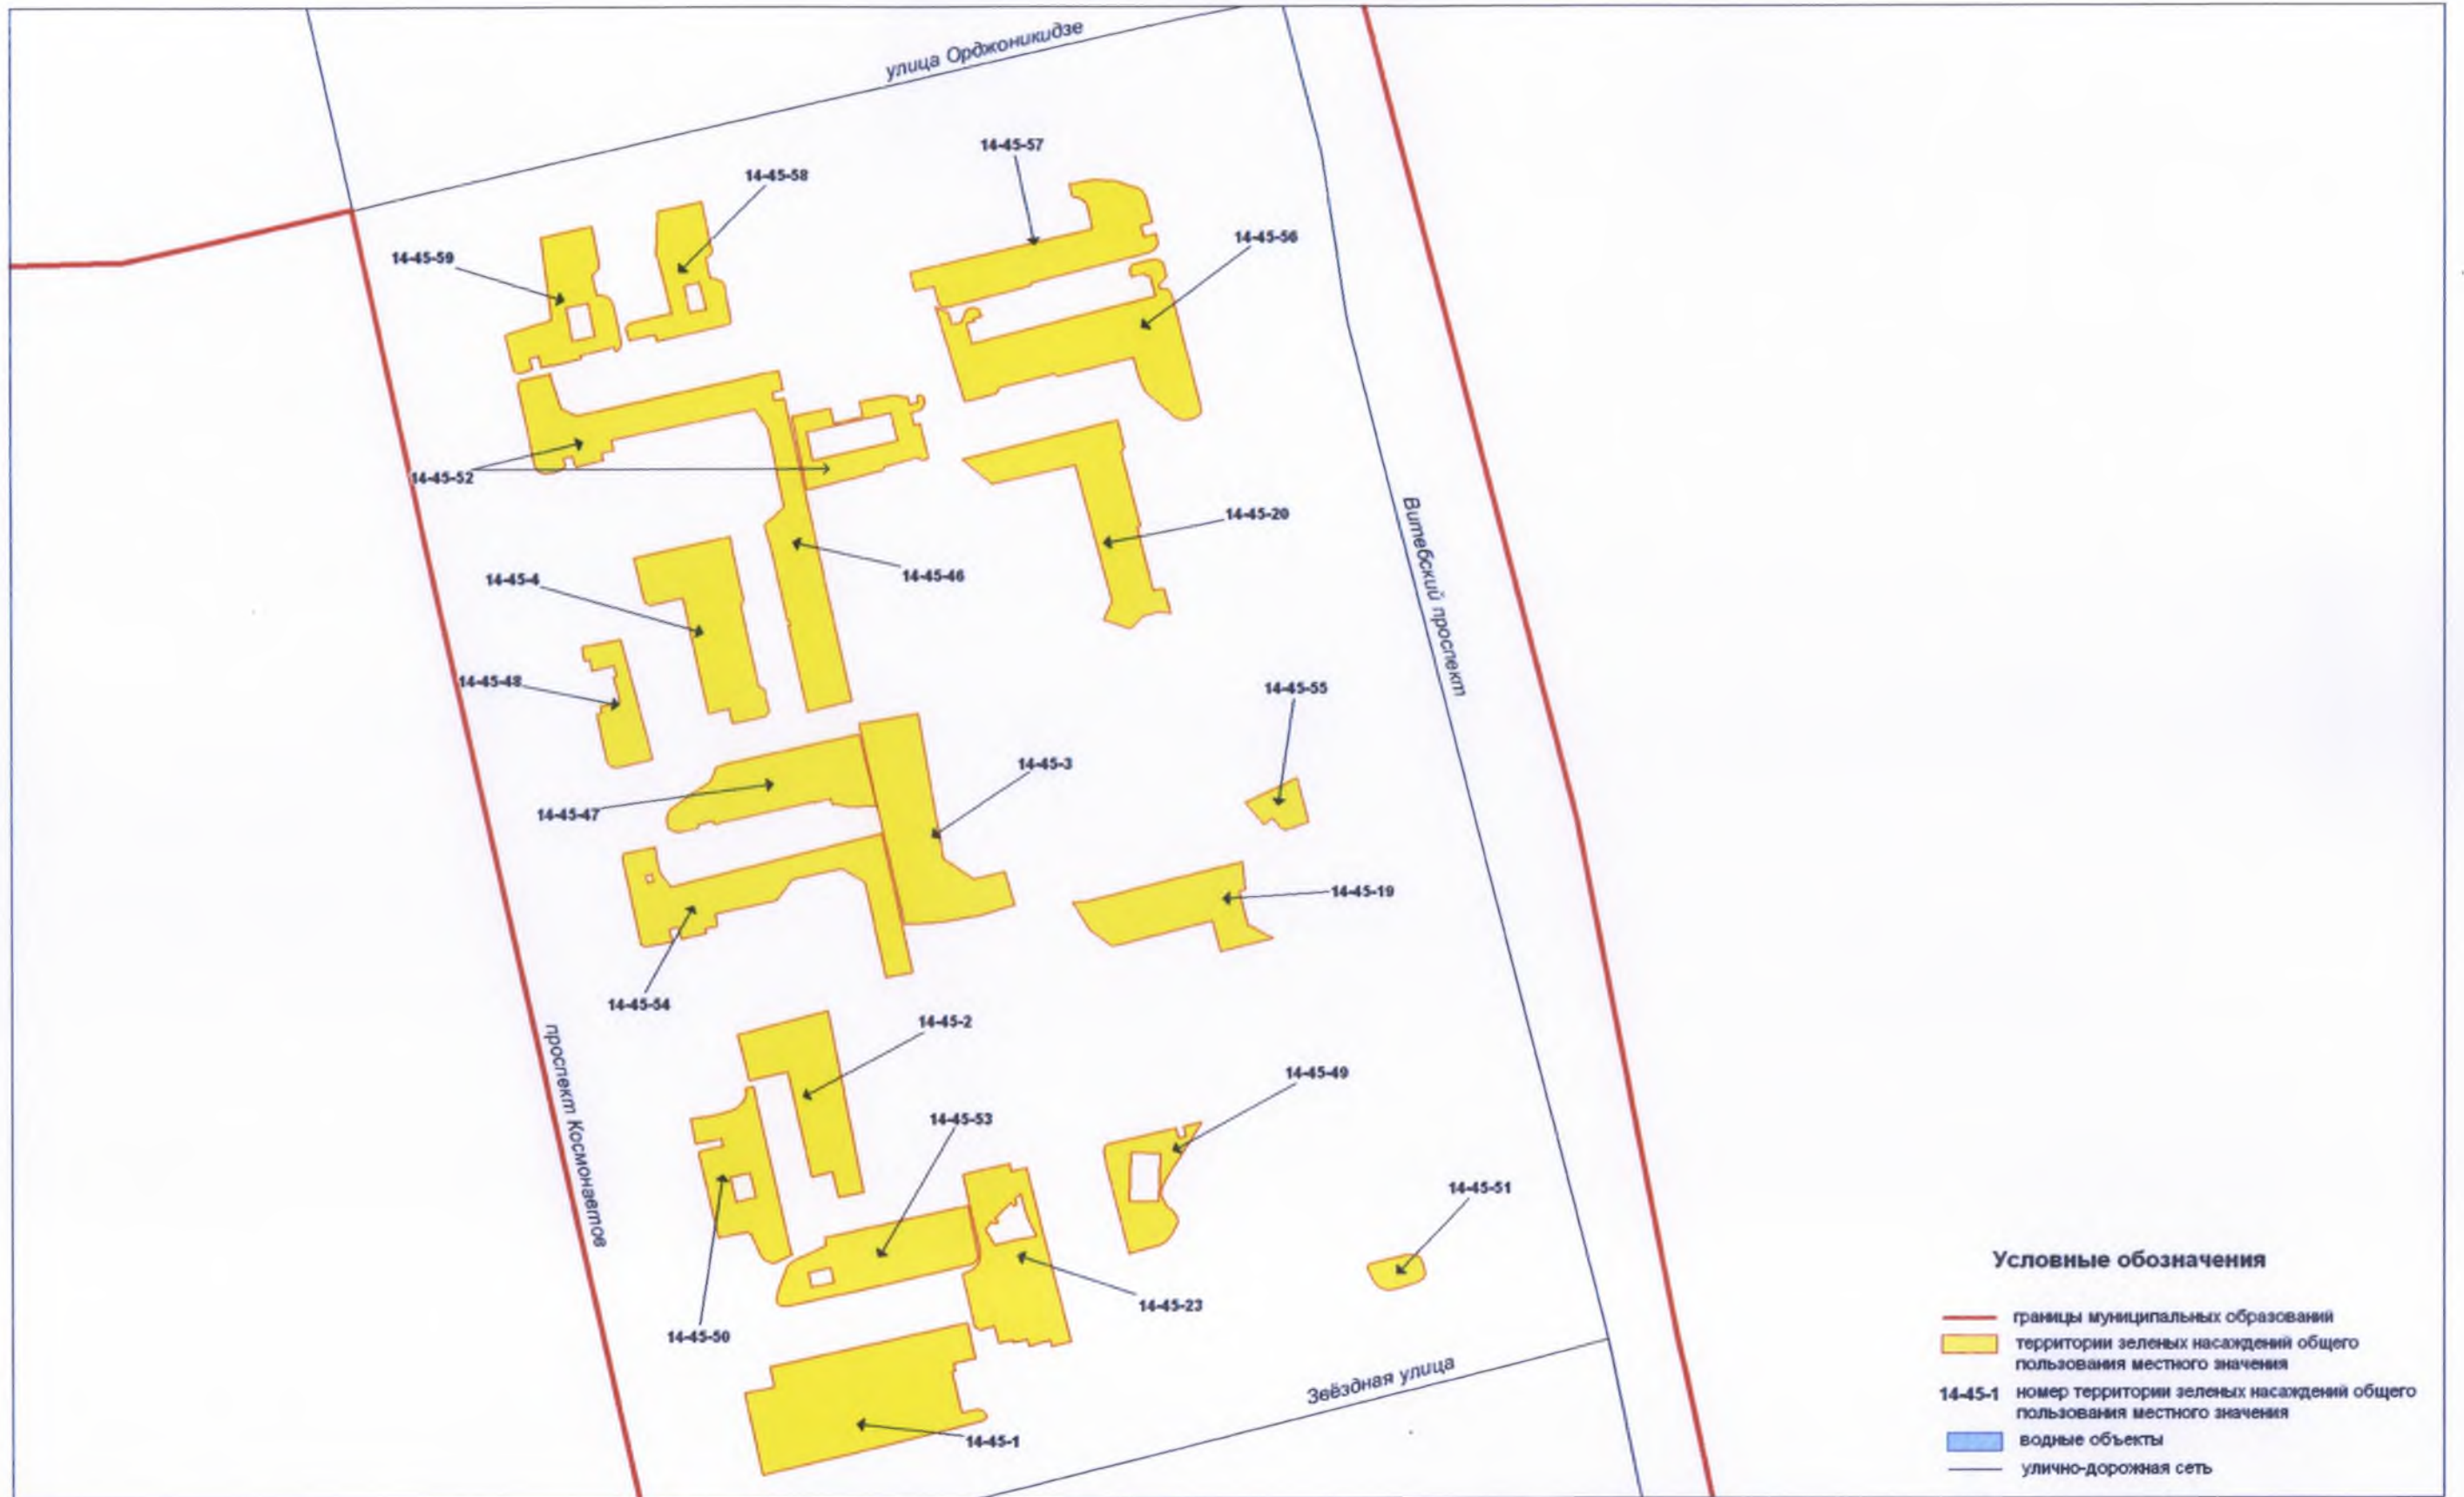 улица Орджоникидзе
14-45-57
14-45-58
14-45-56
14-45-59
14-45-52
14-45-20
Витебский проспект
14-45-46
14-45-4
14-45-48
14-45-55
14-45-3
14-45-47
14-45-19
14-45-54
14-45-2
проспект Космонавтов
14-45-49
14-45-53
14-45-51
14-45-23
14-45-50
Звёздная улица
14-45-1
Условные обозначения
границы муниципальных образований
территории зеленых насаждений общего
пользования местного значения
14-45-1 номер территории зеленых насаждений общего
пользования местного значения
водные объекты
улично-дорожная сеть